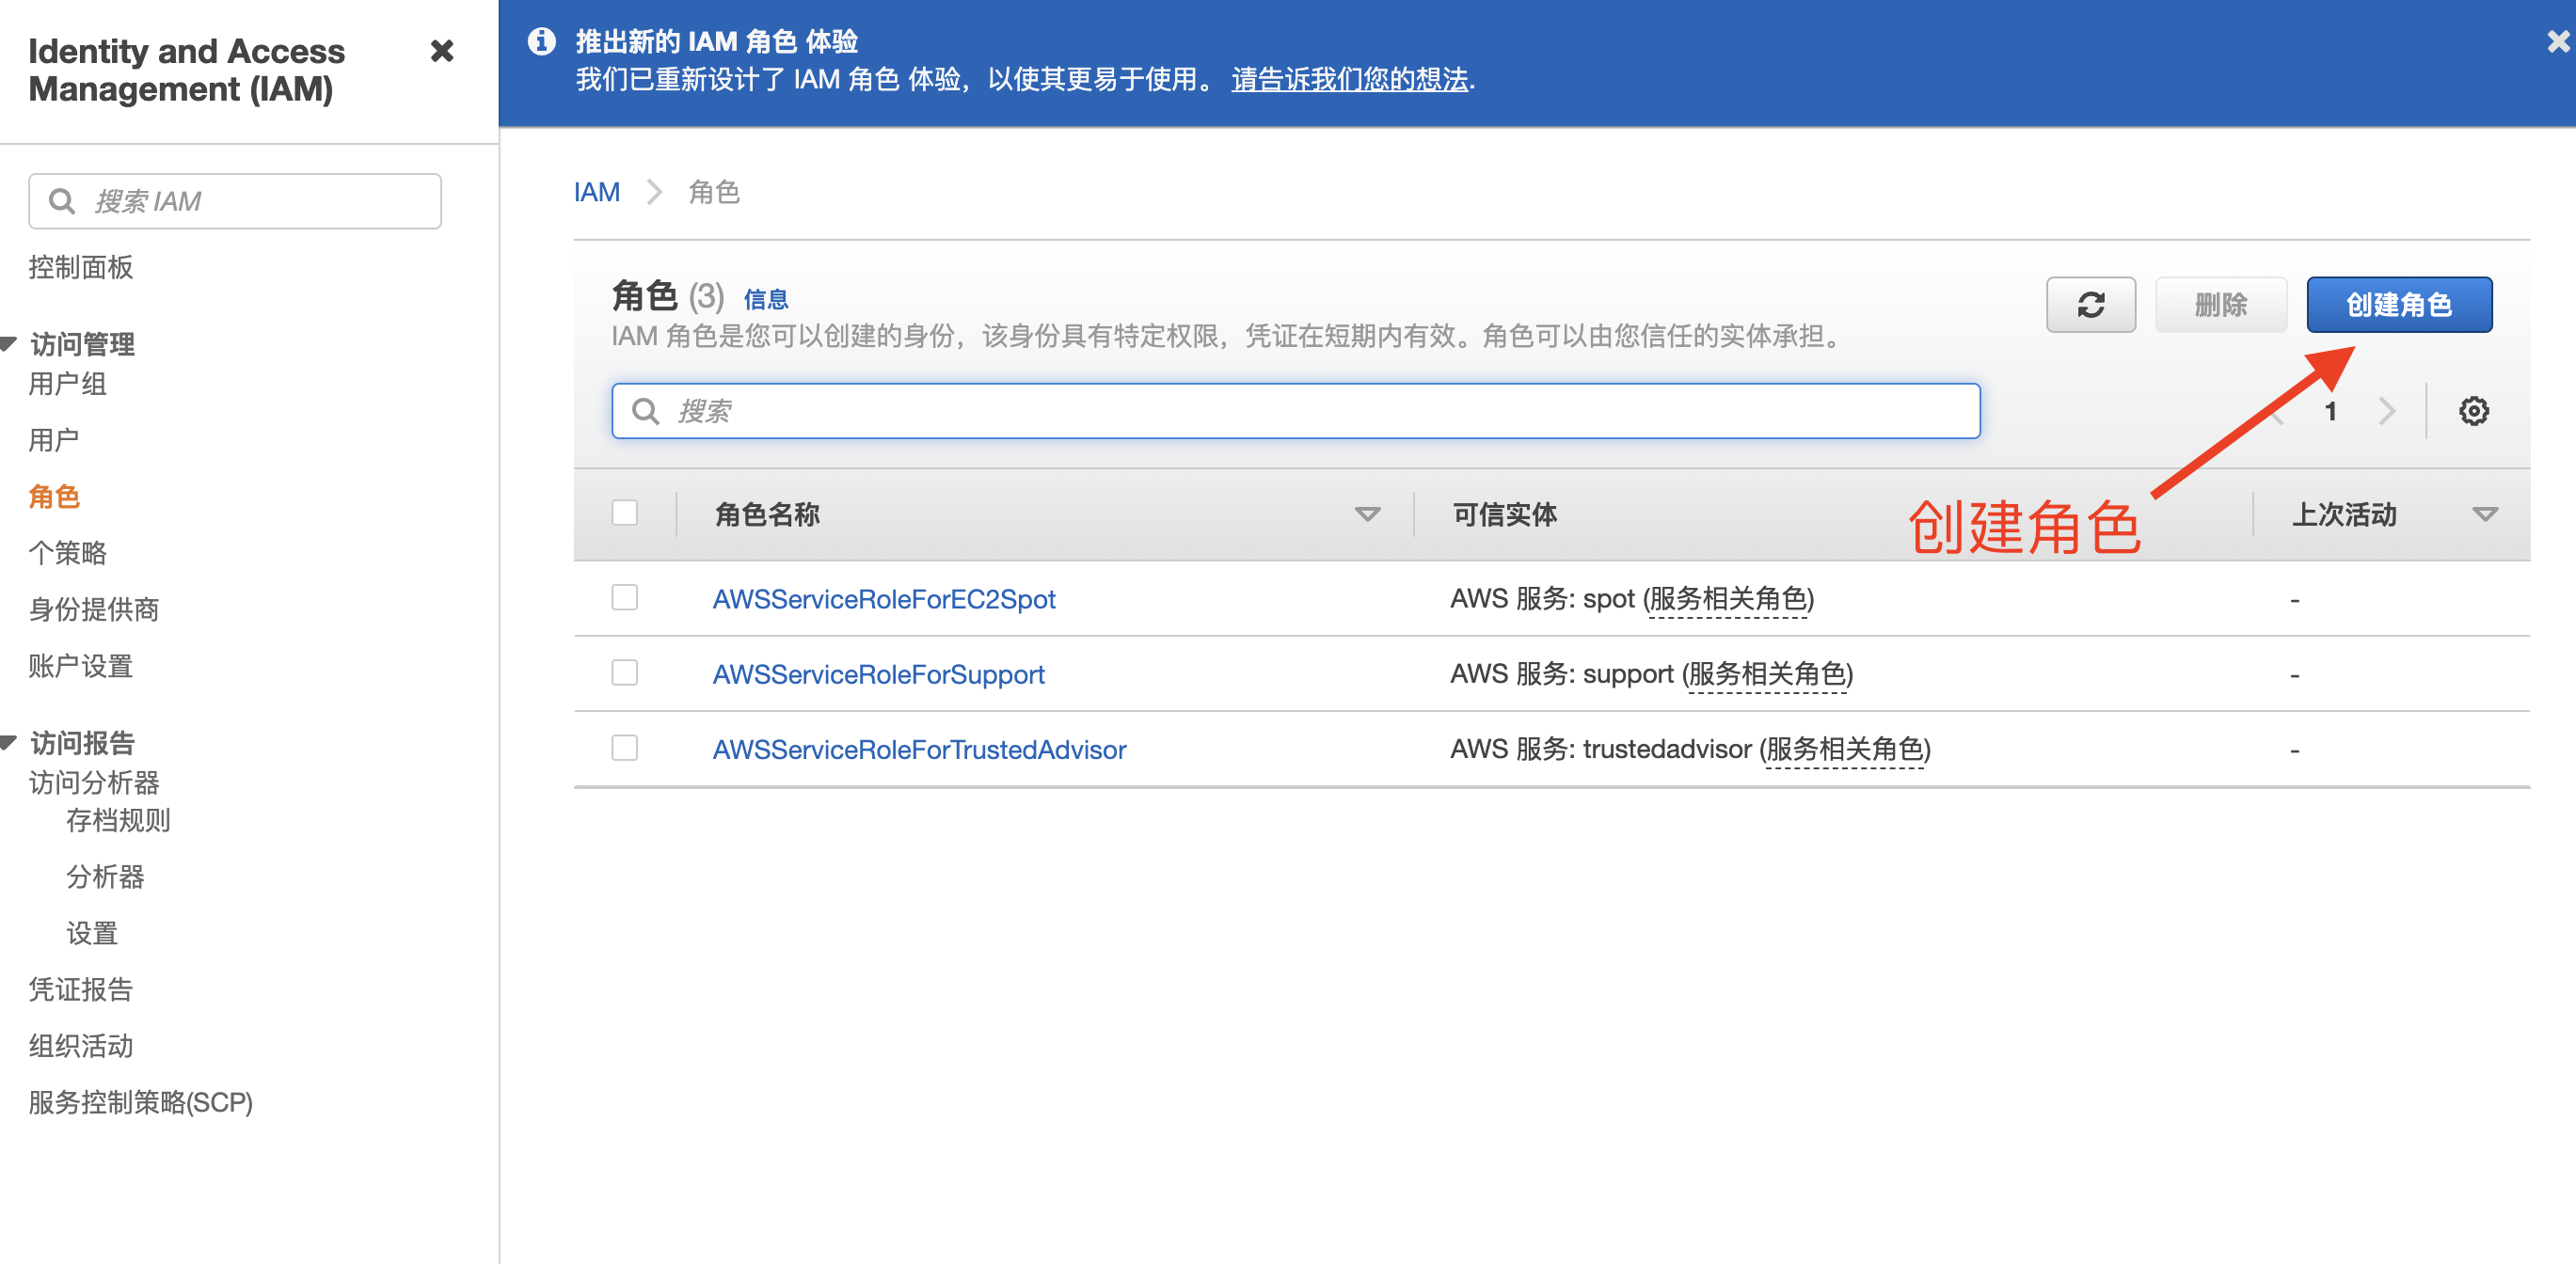 Identity and Access
Management (IAM)
搜索 IAM
控制面板
访问管理
用户组
用户
角色
个策略
身份提供商
账户设置
访问报告
访问分析器
存档规则
分析器
设置
凭证报告
组织活动
服务控制策略(SCP)
推出新的 IAM 角色 体验
我们已重新设计了 IAM 角色 体验，以使其更易于使用。 请告诉我们您的想法.
IAM 角色
角色 (3) 信息
IAM 角色是您可以创建的身份，该身份具有特定权限，凭证在短期内有效。角色可以由您信任的实体承担。
删除
创建角色
搜索
1
创建角色
角色名称 可信实体 上次活动
AWSServiceRoleForEC2Spot AWS 服务: spot (服务相关角色) -
AWSServiceRoleForSupport AWS 服务: support (服务相关角色) -
AWSServiceRoleForTrustedAdvisor AWS 服务: trustedadvisor (服务相关角色) -